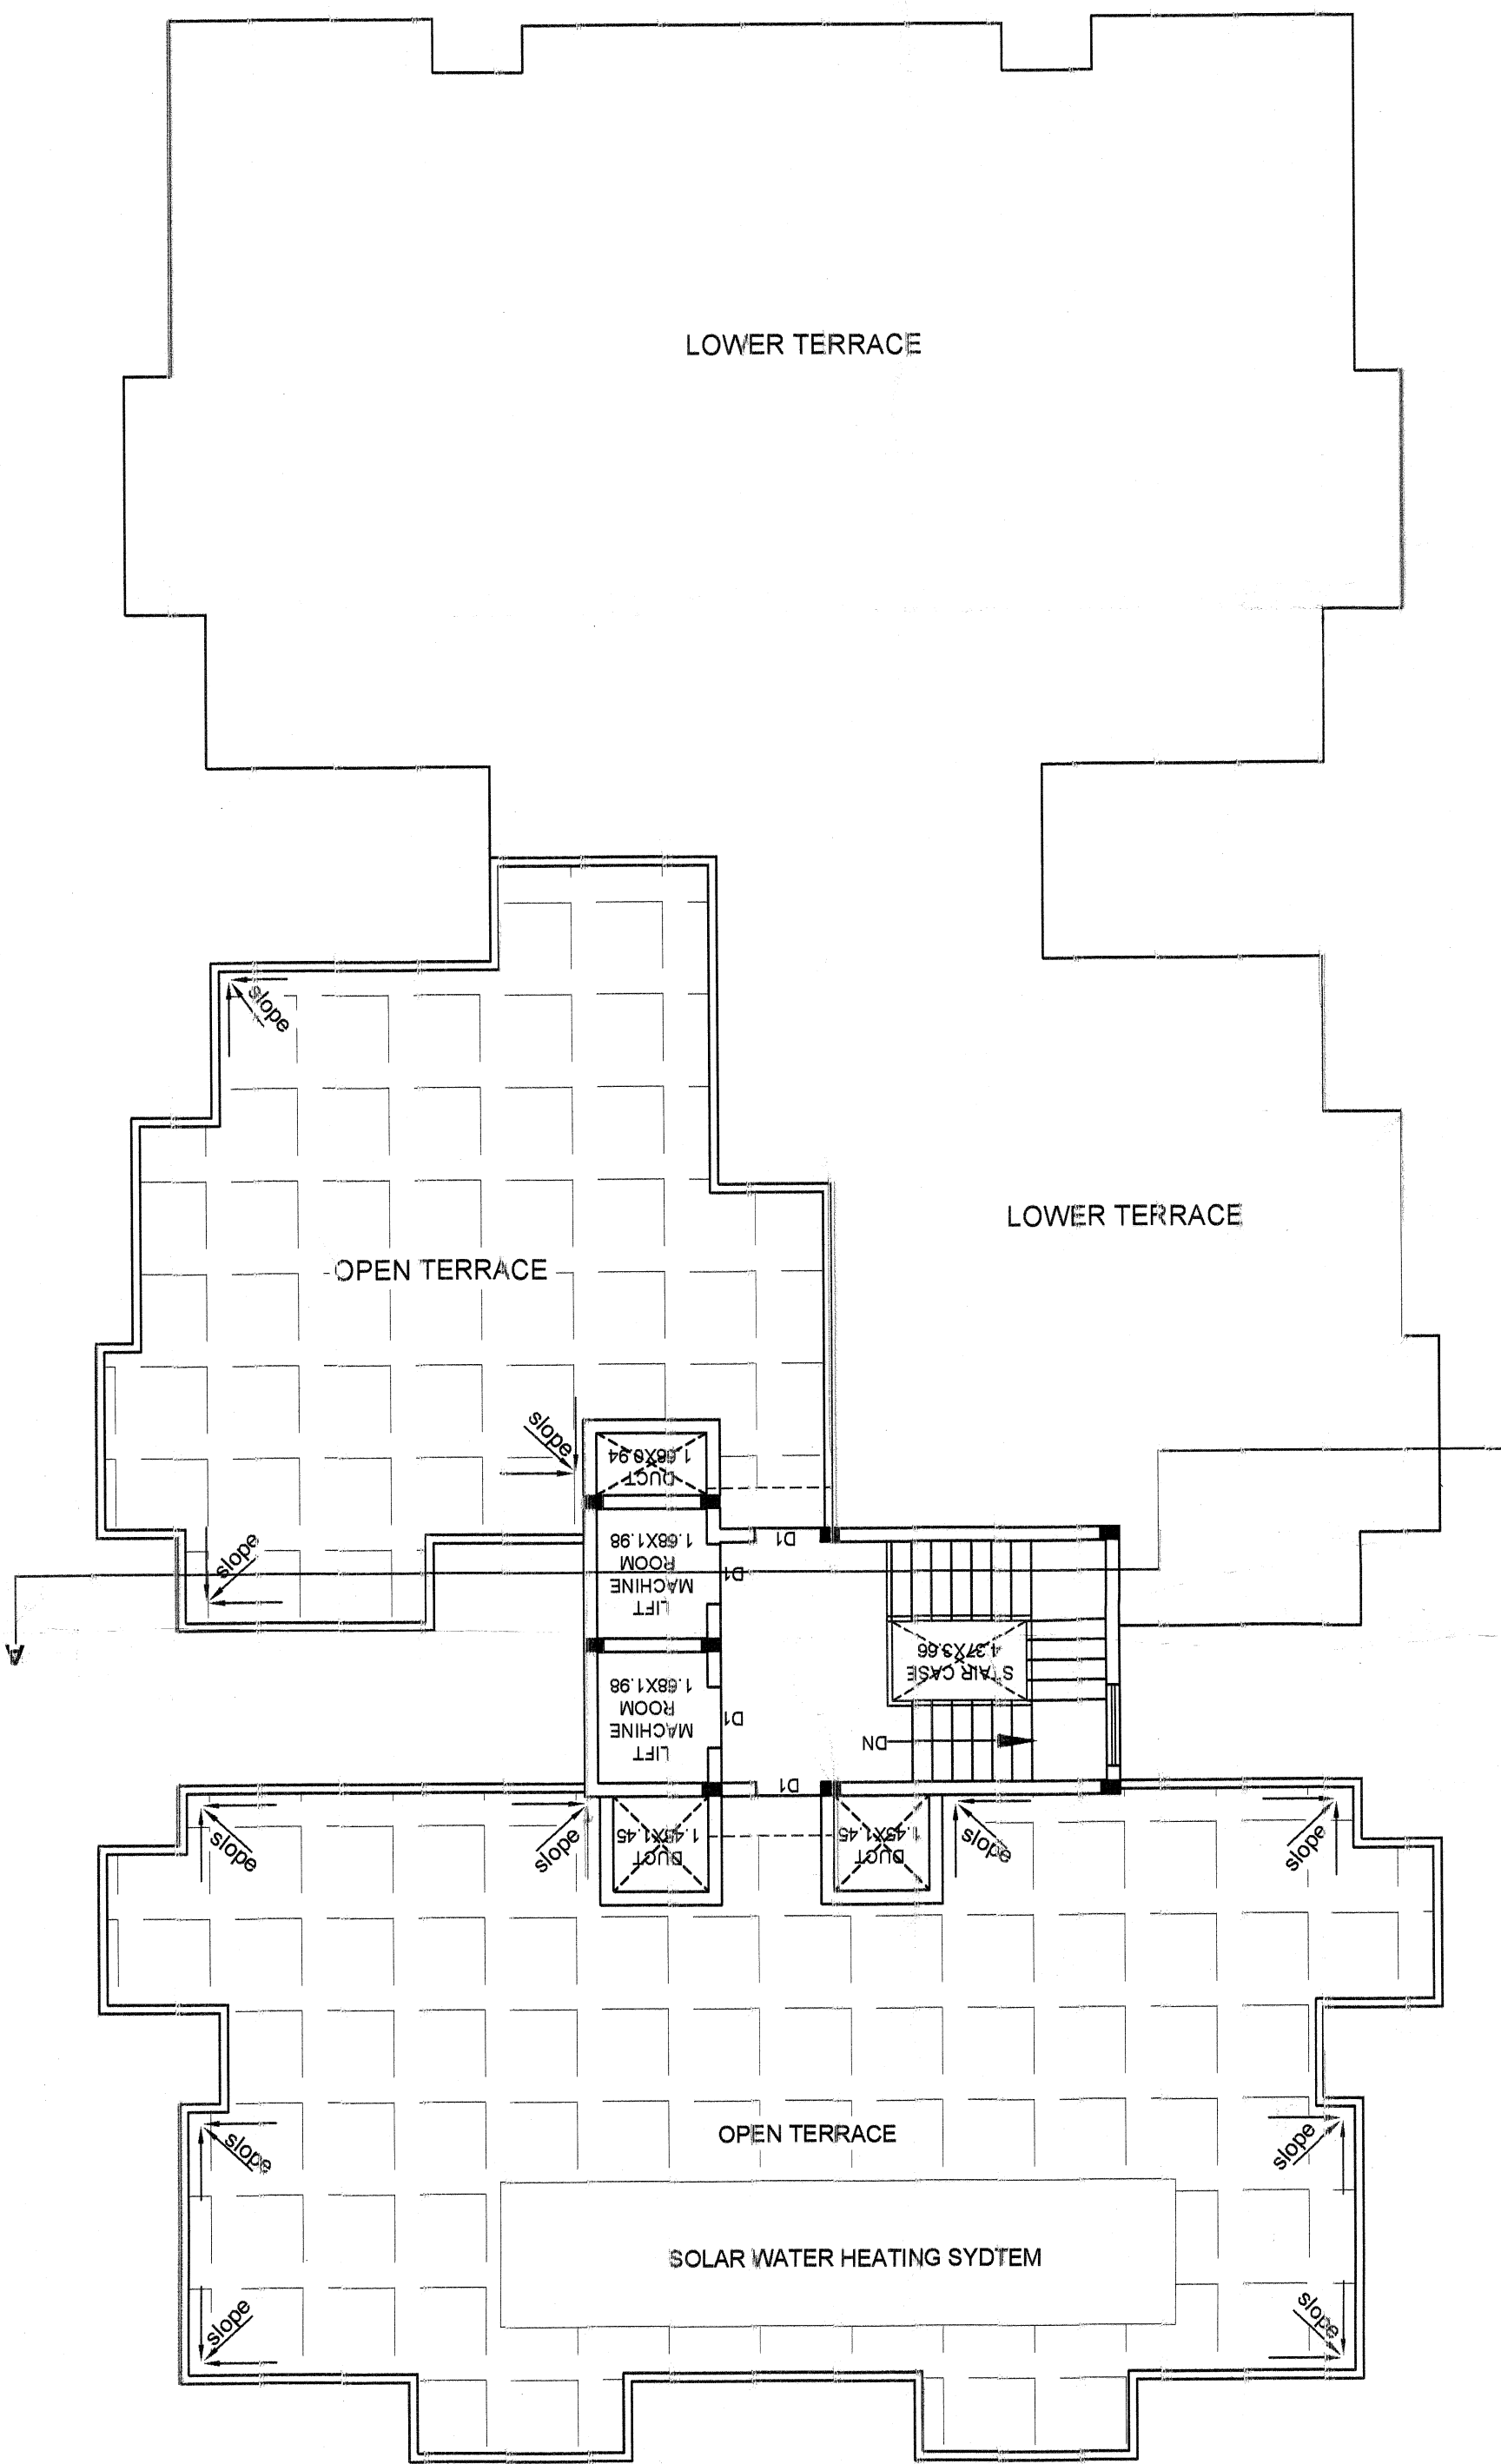 LOWER TERRACE
slope
LOWER TERRACE
OPEN TERRACE
slope
DUCT
1.68X0.94
D1
slope
LIFT
MACHINE
ROOM
1.68X1.98
D1
A
STAIR CASE
4.37X3.66
LIFT
MACHINE
ROOM
1.68X1.98
D1
DN
D1
slope
slope
DUCT
1.45X1.45
DUCT
1.45X1.45
slope
slope
OPEN TERRACE
slope
slope
SOLAR WATER HEATING SYDTEM
slope
slope